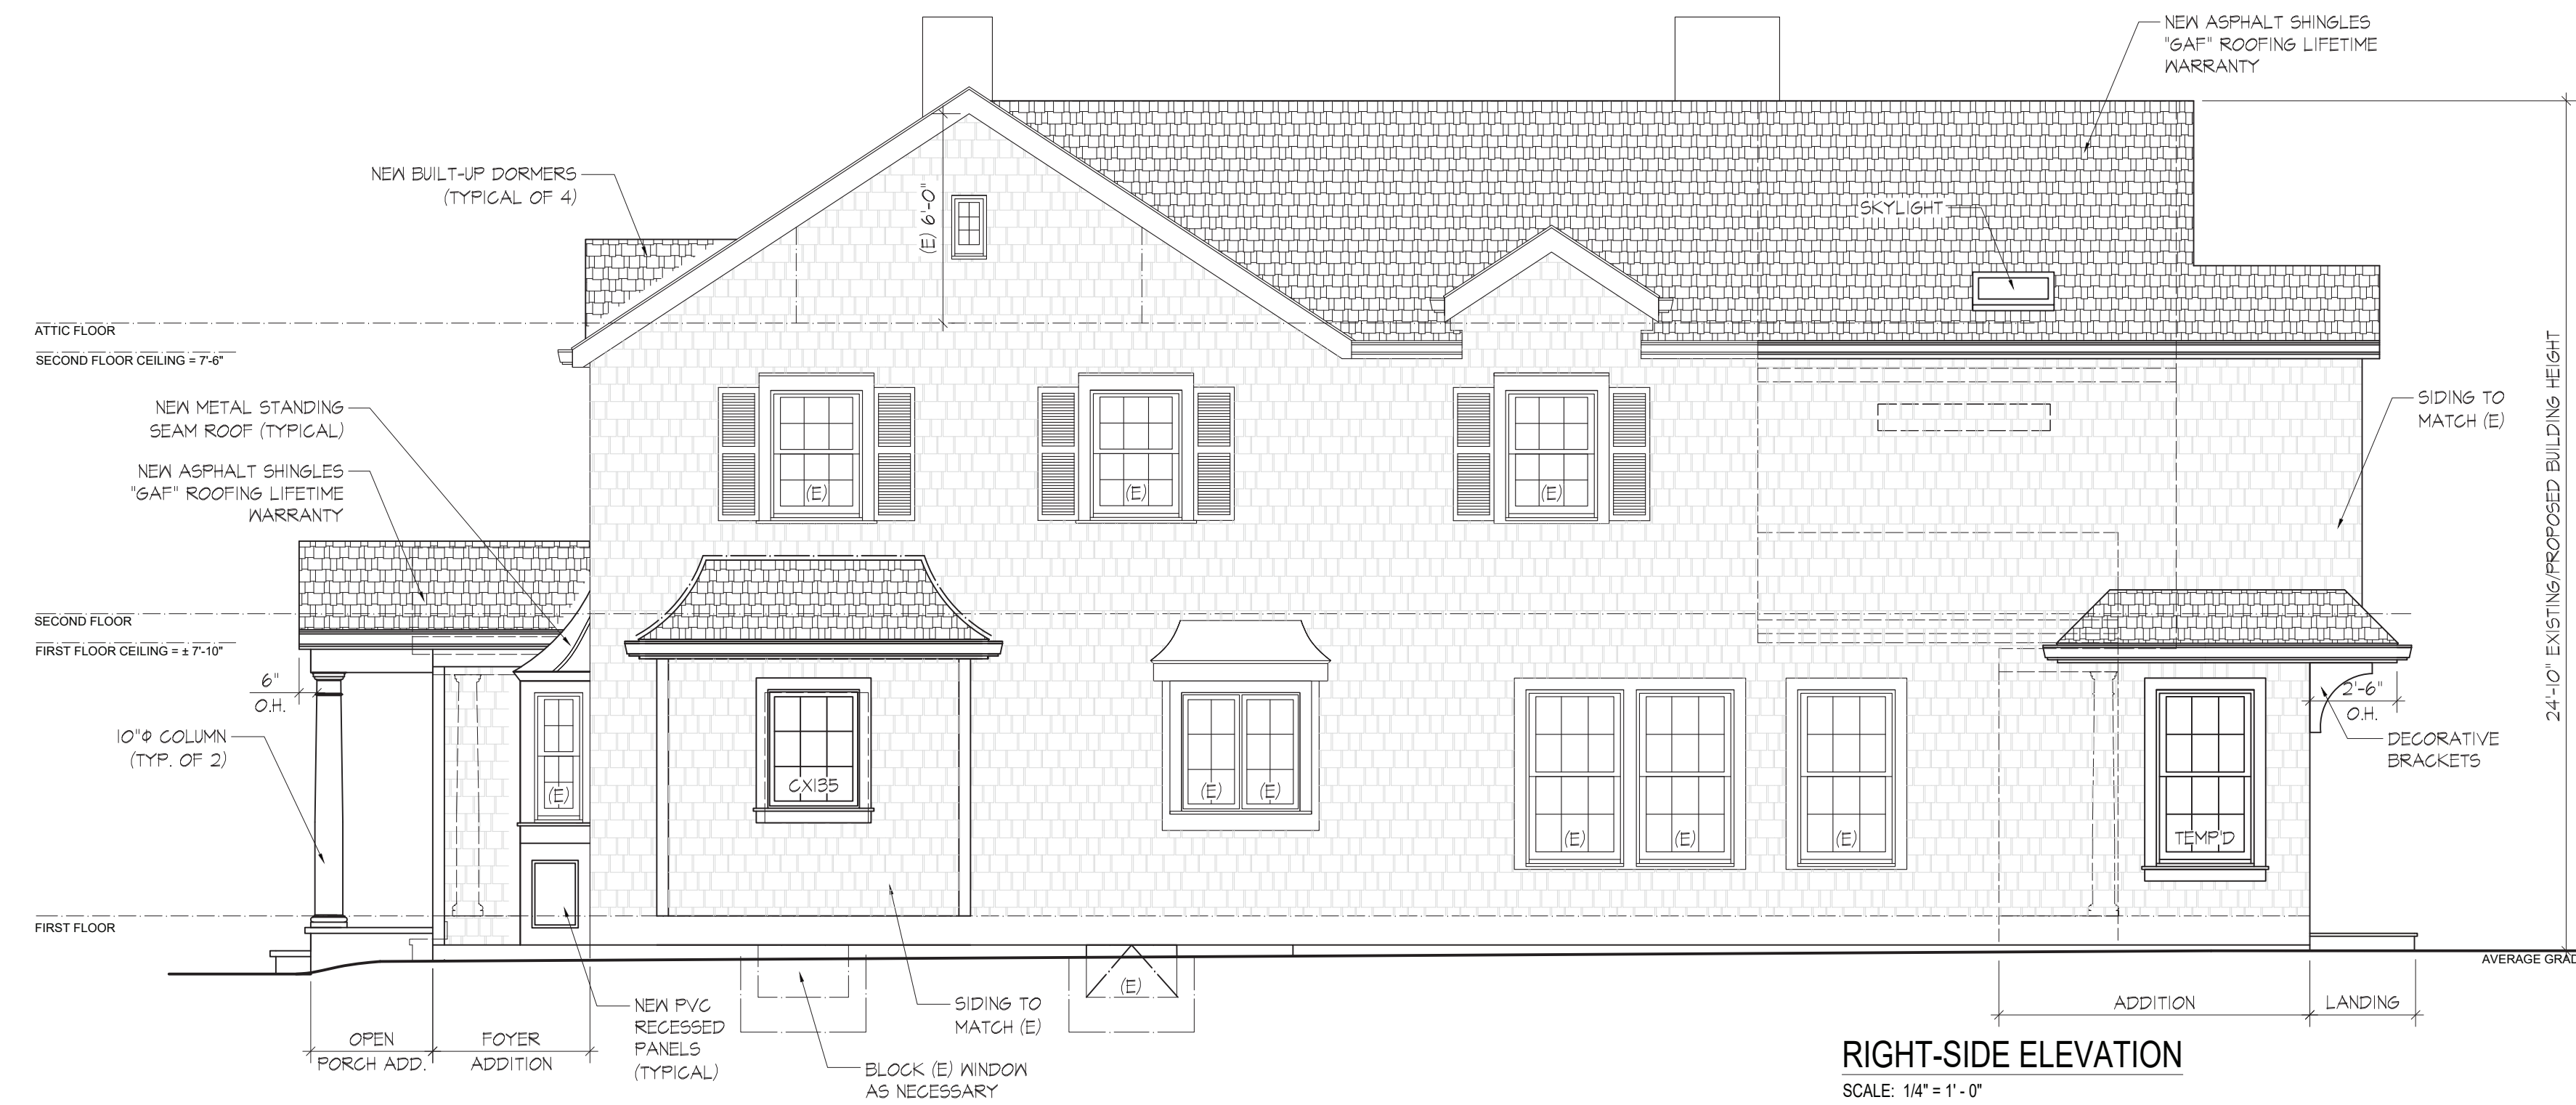 NEW ASPHALT SHINGLES
"GAF" ROOFING LIFETIME
WARRANTY
NEW BUILT-UP DORMERS
(TYPICAL OF 4)
(E) 6'-0"
SKYLIGHT
ATTIC FLOOR
SECOND FLOOR CEILING = 7'-6"
NEW METAL STANDING
SEAM ROOF (TYPICAL)
NEW ASPHALT SHINGLES
"GAF" ROOFING LIFETIME
WARRANTY
SIDING TO
MATCH (E)
24'-10" EXISTING/PROPOSED BUILDING HEIGHT
(E)
(E)
(E)
SECOND FLOOR
FIRST FLOOR CEILING = ± 7'-10"
6"
O.H.
2'-6"
O.H.
10"Φ COLUMN
(TYP. OF 2)
DECORATIVE
BRACKETS
(E)
CX135
(E)
(E)
(E)
(E)
(E)
TEMP'D
FIRST FLOOR
AVERAGE GRAD
(E)
NEW PVC
RECESSED
PANELS
(TYPICAL)
SIDING TO
MATCH (E)
BLOCK (E) WINDOW
AS NECESSARY
OPEN
PORCH ADD.
FOYER
ADDITION
ADDITION
LANDING
RIGHT-SIDE ELEVATION
SCALE: 1/4" = 1' - 0"